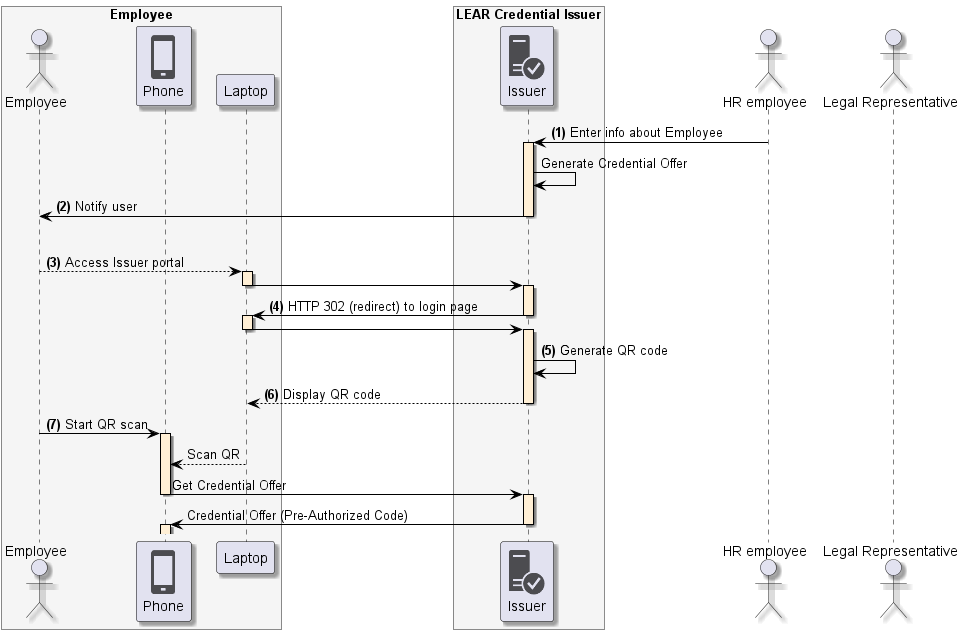 Employee
LEAR Credential Issuer
Employee
Phone
Laptop
Issuer
HR employee
Legal Representative
(1) Enter info about Employee
Generate Credential Offer
(2) Notify user
(3) Access Issuer portal
(4) HTTP 302 (redirect) to login page
(5) Generate QR code
(6) Display QR code
(7) Start QR scan
Scan QR
Get Credential Offer
Credential Offer (Pre-Authorized Code)
Employee
Phone
Laptop
Issuer
HR employee
Legal Representative